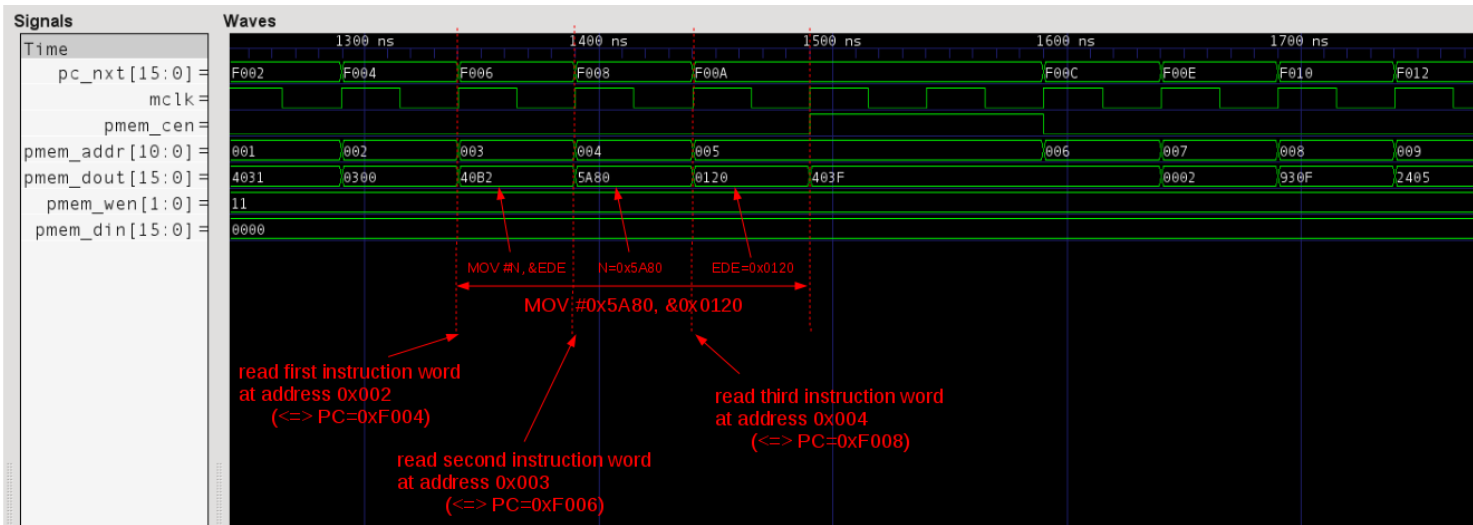 Signals
Waves
Time
1300 ns 1400 ns 1500 ns 1600 ns 1700 ns
pc_nxt[15:0]= F002 F004 F006 F008 F00A F00C F00E F010 F012
mclk=
pmem_cen=
pmem_addr[10:0]= 001 002 003 004 005 006 007 008 009
pmem_dout[15:0]= 4031 0300 40B2 5A80 0120 403F 0002 930F 2405
pmem_wen[1:0]= 11
pmem_din[15:0]= 0000
MOV #N, &EDE N=0x5A80 EDE=0x0120
MOV #0x5A80, &0x0120
read first instruction word
at address 0x002
(<=> PC=0xF004)
read second instruction word
at address 0x003
(<=> PC=0xF006)
read third instruction word
at address 0x004
(<=> PC=0xF008)